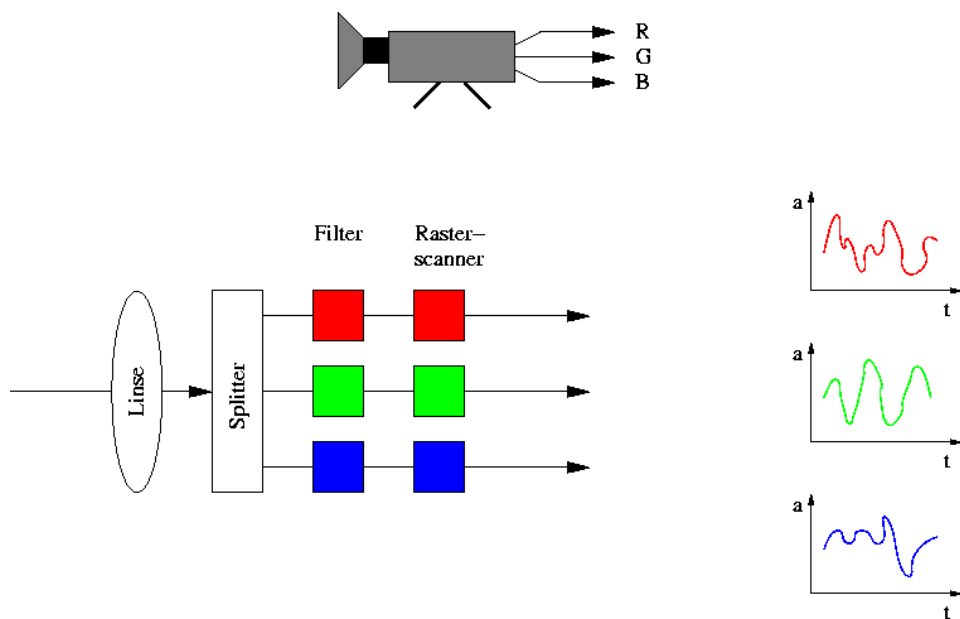 R
G
B
Filter
Raster–
scanner
Linse
Splitter
a
t
a
t
a
t